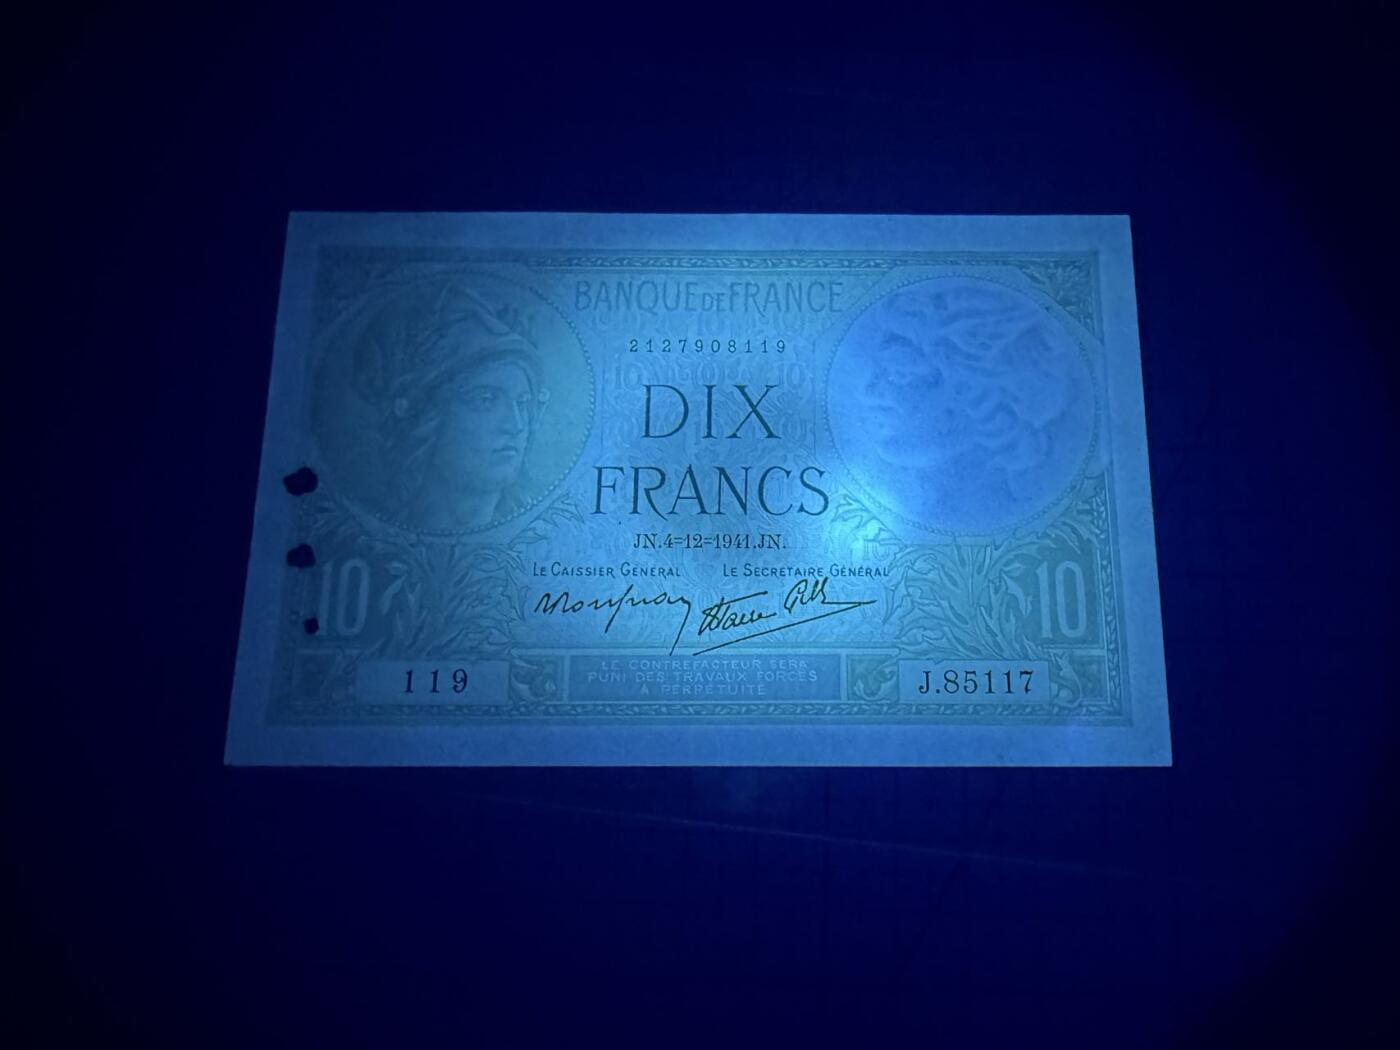 BANQUE DE FRANCE
2127908119
DIX
FRANCS
JN.4=12=1941.JN.
LE CAISSIER GÉNÉRAL LE SECRÉTAIRE GÉNÉRAL
10 10
119 J.85117
LE CONTREFACTEUR SERA
PUNI DES TRAVAUX FORCÉS
À PERPÉTUITÉ